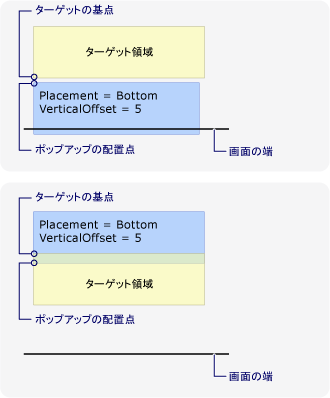 ターゲットの基点
ターゲット領域
Placement = Bottom
VerticalOffset = 5
ポップアップの配置点
画面の端
ターゲットの基点
Placement = Bottom
VerticalOffset = 5
ターゲット領域
ポップアップの配置点
画面の端